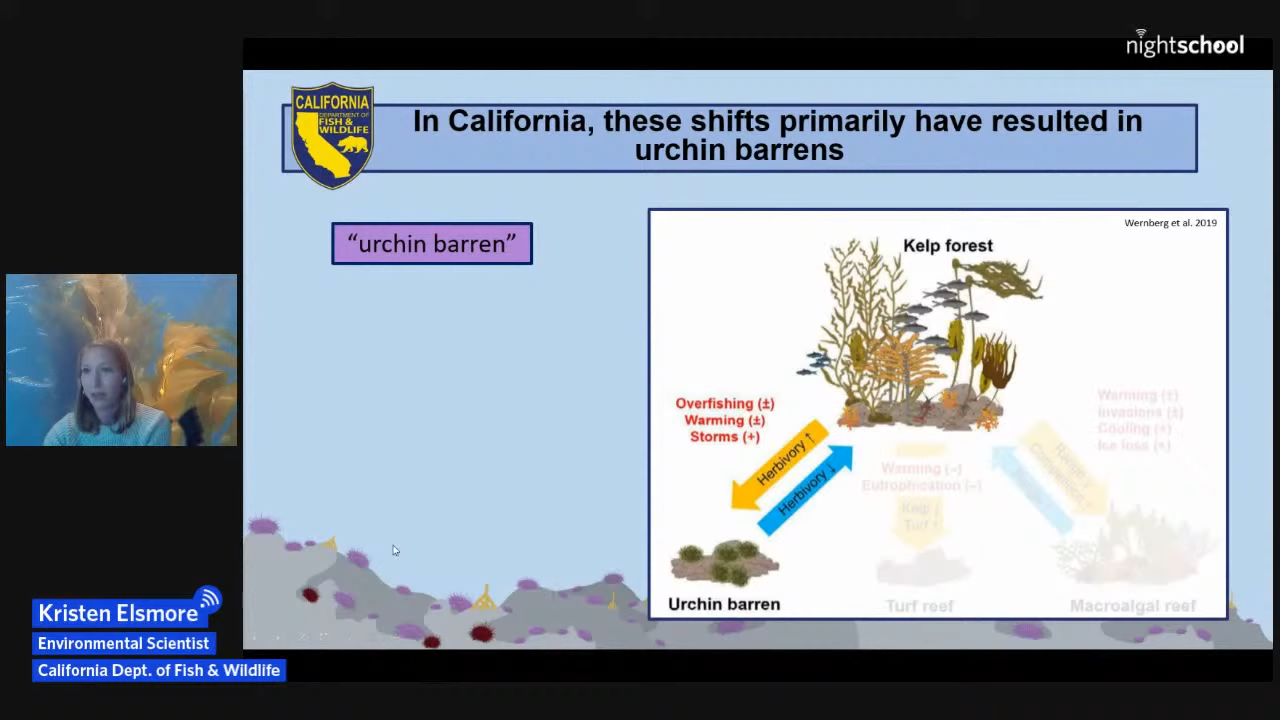 nightschool
CALIFORNIA
DEPARTMENT OF
FISH &
WILDLIFE
In California, these shifts primarily have resulted in
urchin barrens
“urchin barren”
Wernberg et al. 2019
Kelp forest
Overfishing (±)
Warming (±)
Storms (+)
Herbivory ↑
Herbivory ↓
Warming (–)
Eutrophication (–)
Kelp ↓
Turf ↑
Warming (±)
Invasions (±)
Cooling (+)
Ice loss (+)
Urchin barren
Turf reef
Macroalgal reef
Kristen Elsmore
Environmental Scientist
California Dept. of Fish & Wildlife